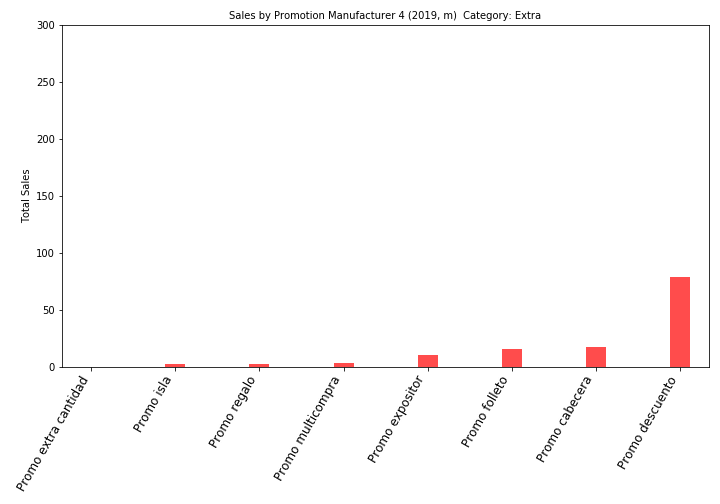 Sales by Promotion Manufacturer 4 (2019, m)  Category: Extra
Total Sales
300
250
200
150
100
50
0
Promo extra cantidad
Promo isla
Promo regalo
Promo multicompra
Promo expositor
Promo folleto
Promo cabecera
Promo descuento